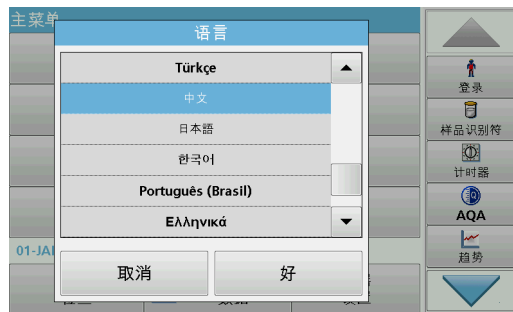 主菜单
语言
Türkçe
中文
日本語
한국어
Português (Brasil)
Ελληνικά
取消
好
01-JA
登录
样品识别符
计时器
AQA
趋势